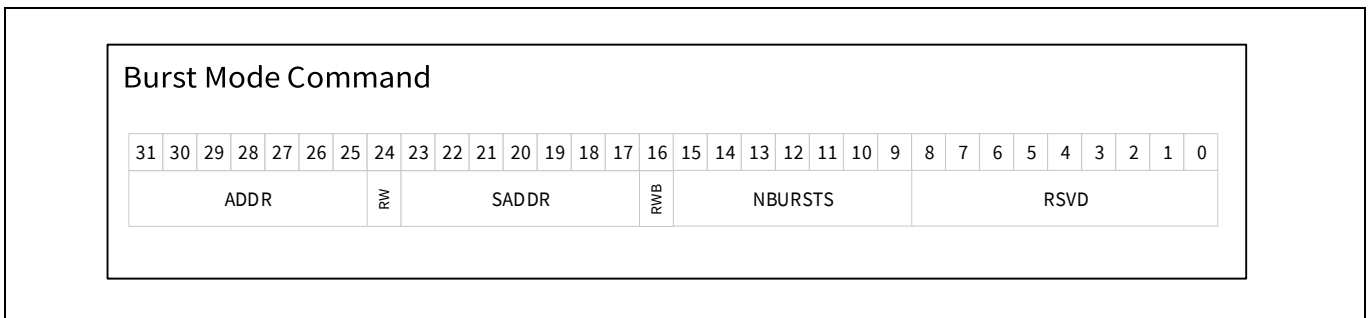 Burst Mode Command
31 30 29 28 27 26 25 24 23 22 21 20 19 18 17 16 15 14 13 12 11 10 9 8 7 6 5 4 3 2 1 0
ADDR RW SADDR RWB NBURSTS RSVD